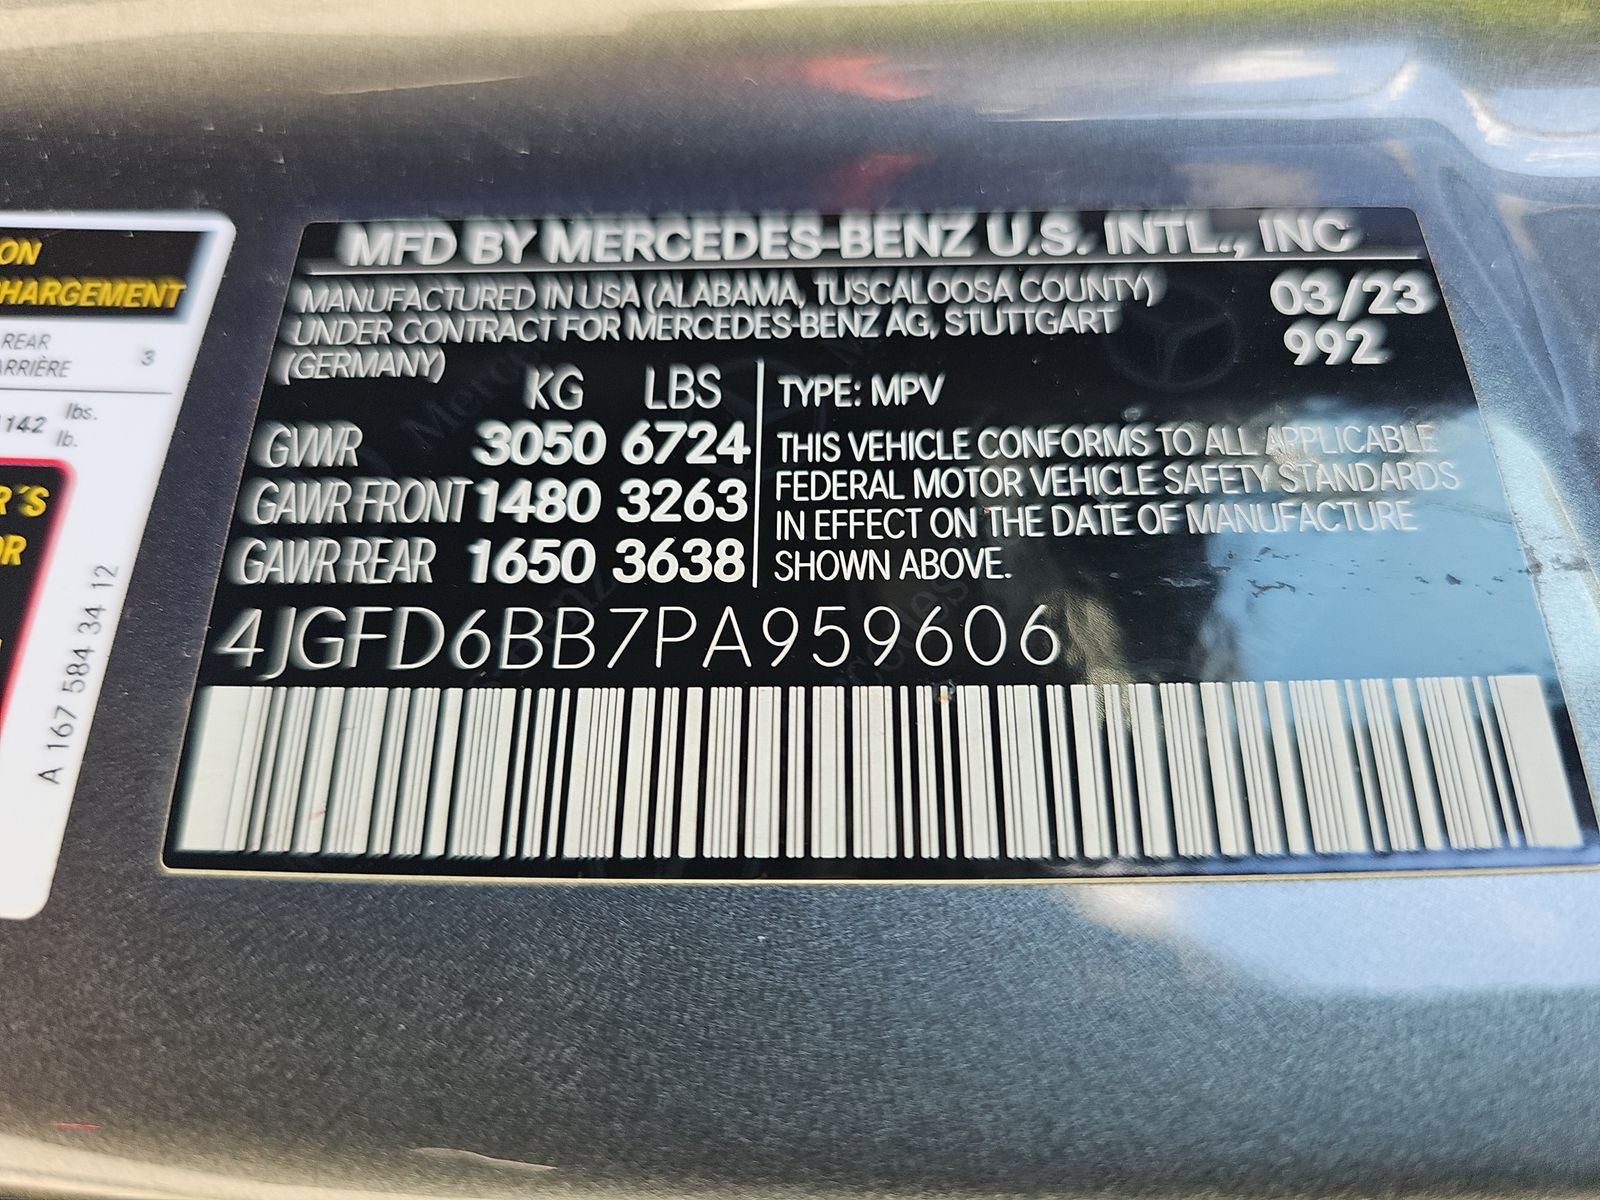 ON
HARGEMENT
REAR
ARRIÈRE
3
1142 lbs.
lb.
R'S
OR
A 167 584 34 12
MFD BY MERCEDES-BENZ U.S. INTL., INC
MANUFACTURED IN USA (ALABAMA, TUSCALOOSA COUNTY)
UNDER CONTRACT FOR MERCEDES-BENZ AG, STUTTGART
(GERMANY)
03/23
992
KG LBS
GVWR 3050 6724
GAWR FRONT 1480 3263
GAWR REAR 1650 3638
TYPE: MPV
THIS VEHICLE CONFORMS TO ALL APPLICABLE
FEDERAL MOTOR VEHICLE SAFETY STANDARDS
IN EFFECT ON THE DATE OF MANUFACTURE
SHOWN ABOVE.
4JGFD6BB7PA959606